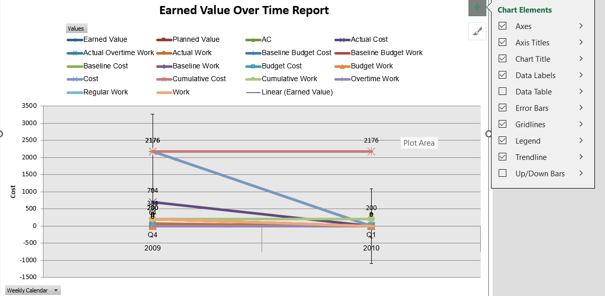 Earned Value Over Time Report
Values
Earned Value Planned Value AC Actual Cost
Actual Overtime Work Actual Work Baseline Budget Cost Baseline Budget Work
Baseline Cost Baseline Work Budget Cost Budget Work
Cost Cumulative Cost Cumulative Work Overtime Work
Regular Work Work Linear (Earned Value)
Chart Elements
Axes
Axis Titles
Chart Title
Data Labels
Data Table
Error Bars
Gridlines
Legend
Trendline
Up/Down Bars
3500
3000
2500
2000
1500
1000
500
0
-500
-1000
-1500
Cost
2176 2176
Plot Area
704
200
0 0
Q4 Q1
2009 2010
Weekly Calendar